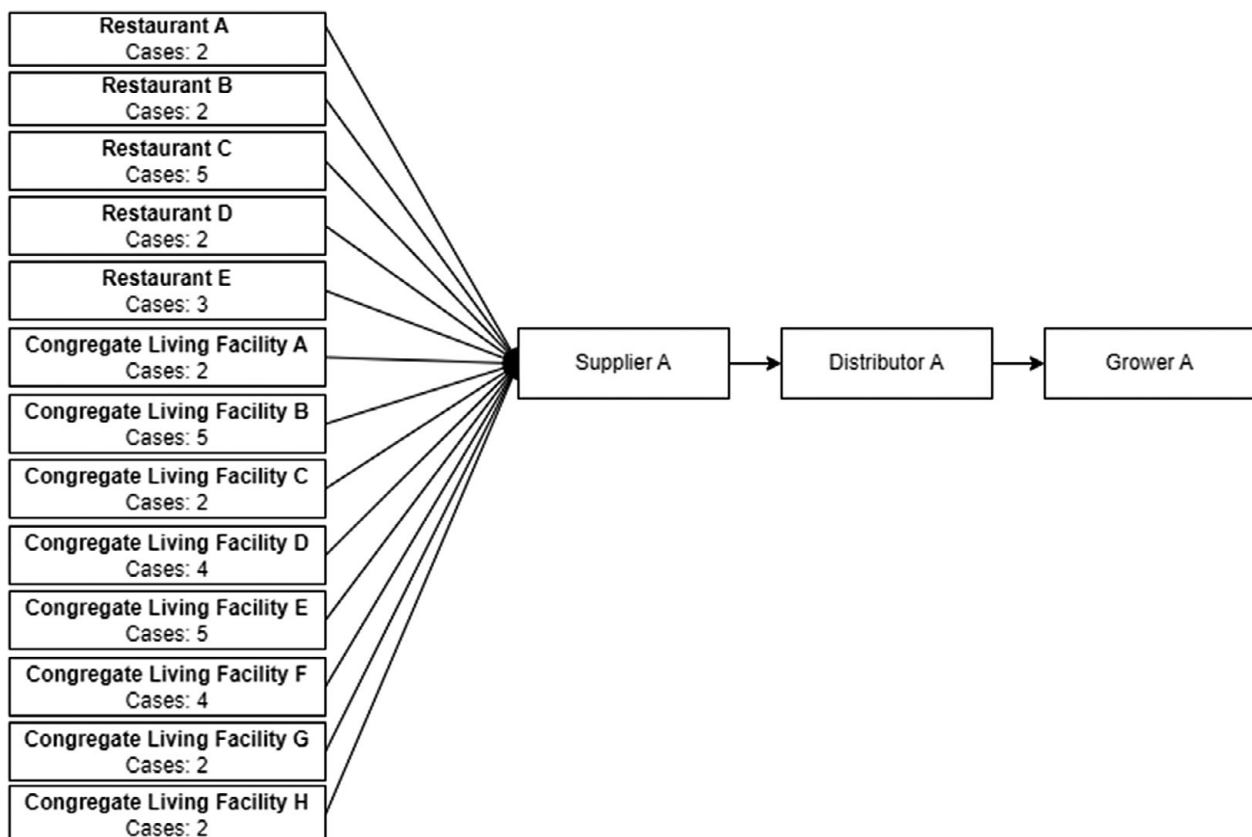 Restaurant A
Cases: 2
Restaurant B
Cases: 2
Restaurant C
Cases: 5
Restaurant D
Cases: 2
Restaurant E
Cases: 3
Congregate Living Facility A
Cases: 2
Congregate Living Facility B
Cases: 5
Congregate Living Facility C
Cases: 2
Congregate Living Facility D
Cases: 4
Congregate Living Facility E
Cases: 5
Congregate Living Facility F
Cases: 4
Congregate Living Facility G
Cases: 2
Congregate Living Facility H
Cases: 2
Supplier A
Distributor A
Grower A